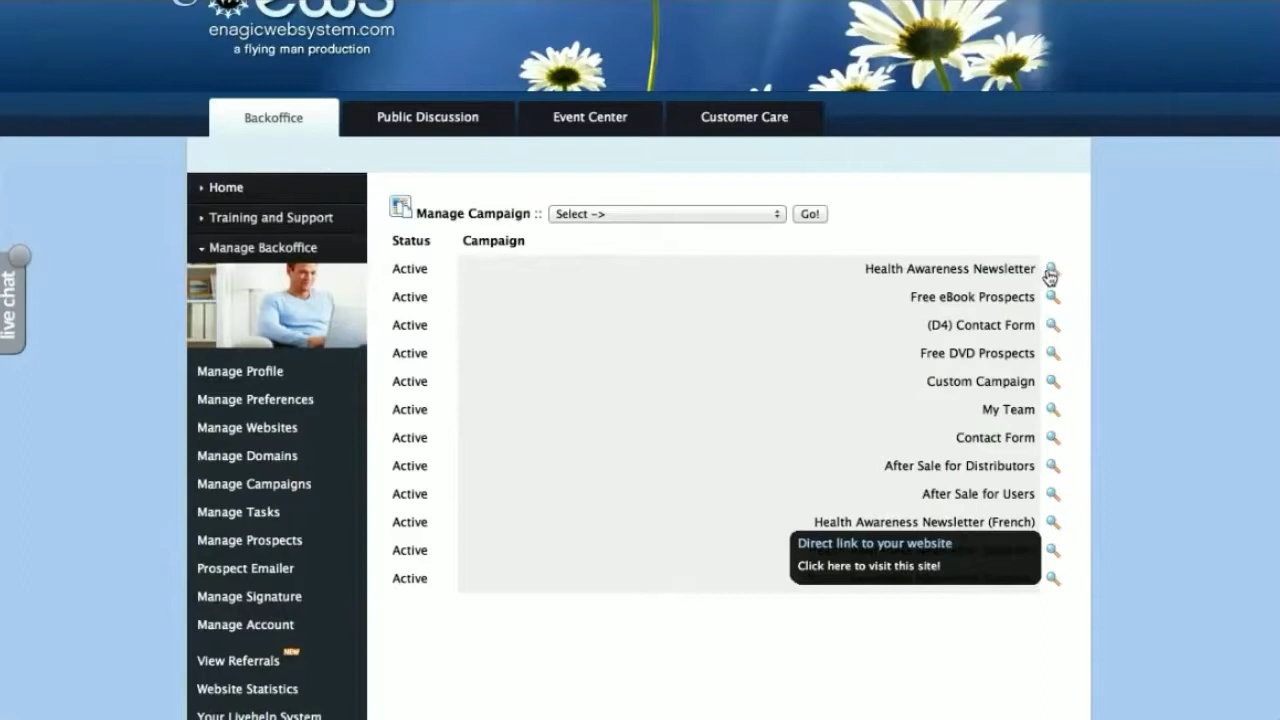 ews
enagicwebsystem.com
a flying man production
Backoffice
Public Discussion
Event Center
Customer Care
Home
Training and Support
Manage Backoffice
live chat
Manage Profile
Manage Preferences
Manage Websites
Manage Domains
Manage Campaigns
Manage Tasks
Manage Prospects
Prospect Emailer
Manage Signature
Manage Account
View Referrals NEW
Website Statistics
Your Livehelp System
Manage Campaign :: Select -> Go!
Status Campaign
Active Health Awareness Newsletter
Active Free eBook Prospects
Active (D4) Contact Form
Active Free DVD Prospects
Active Custom Campaign
Active My Team
Active Contact Form
Active After Sale for Distributors
Active After Sale for Users
Active Health Awareness Newsletter (French)
Active
Active
Direct link to your website
Click here to visit this site!